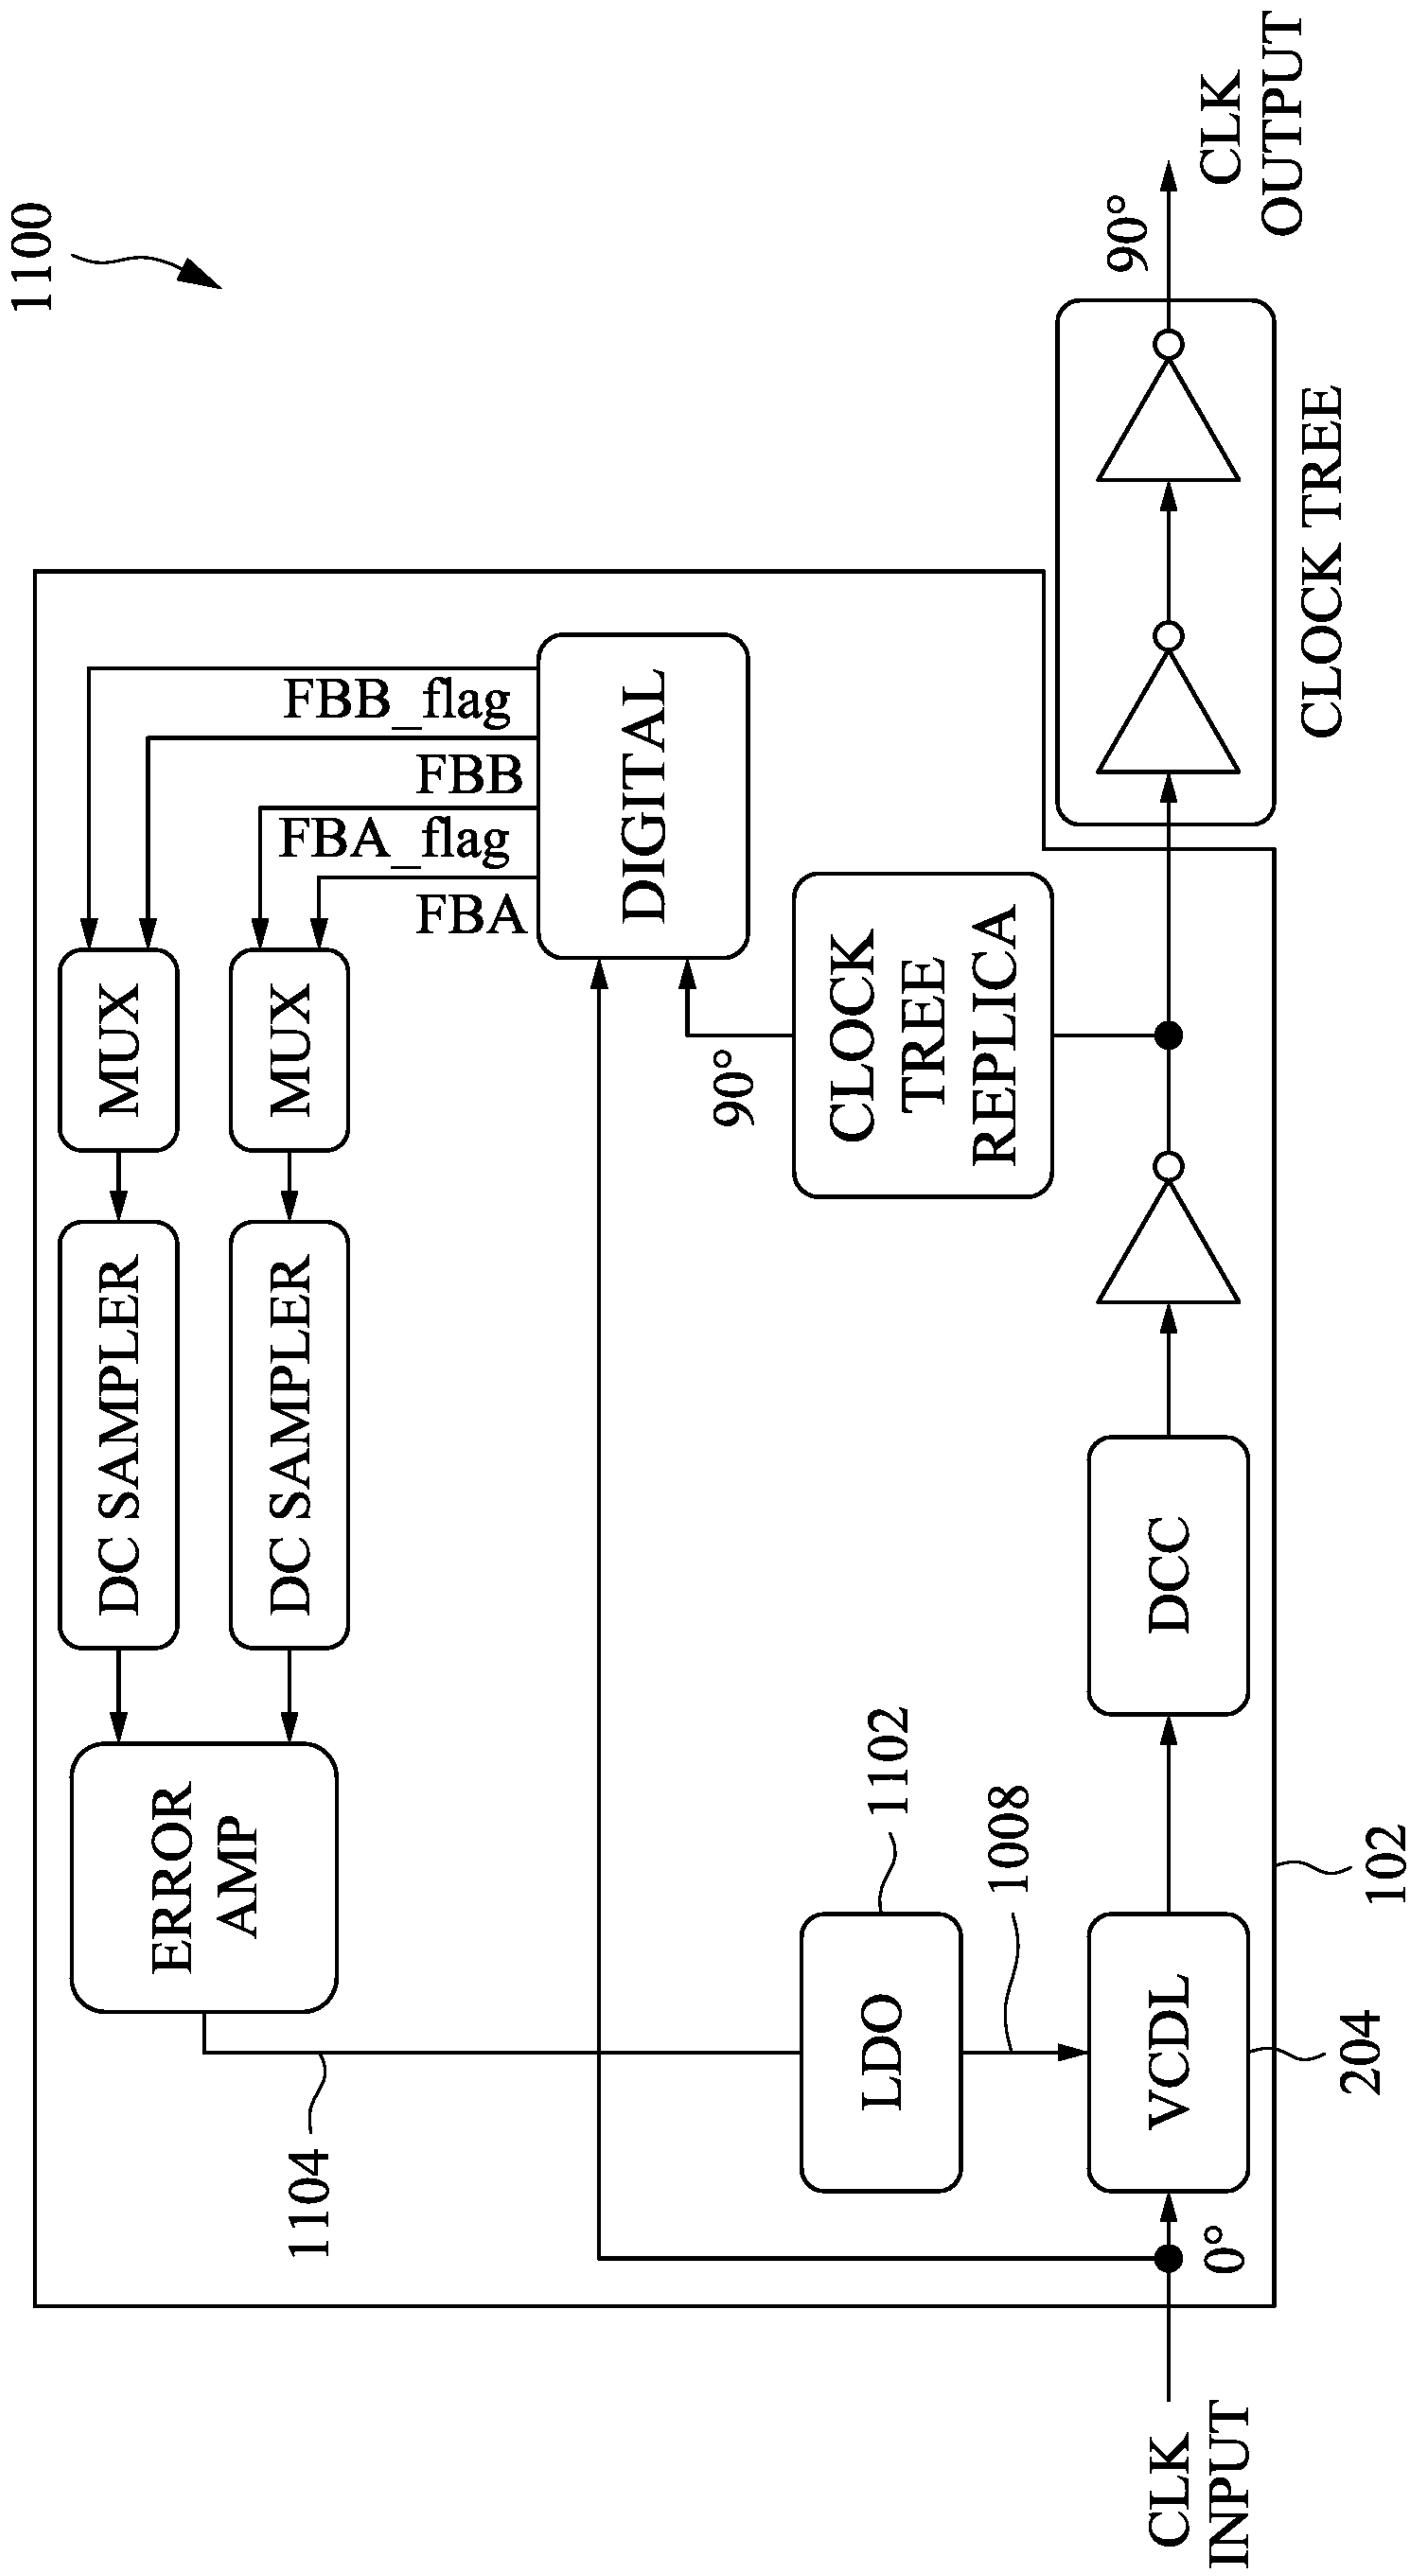 1100
MUX
MUX
DC SAMPLER
DC SAMPLER
ERROR
AMP
FBB_flag
FBB
FBA_flag
FBA
DIGITAL
1104
LDO
1102
1008
90°
CLOCK
TREE
REPLICA
CLK
INPUT
0°
VCDL
204
102
DCC
CLOCK TREE
90°
CLK
OUTPUT